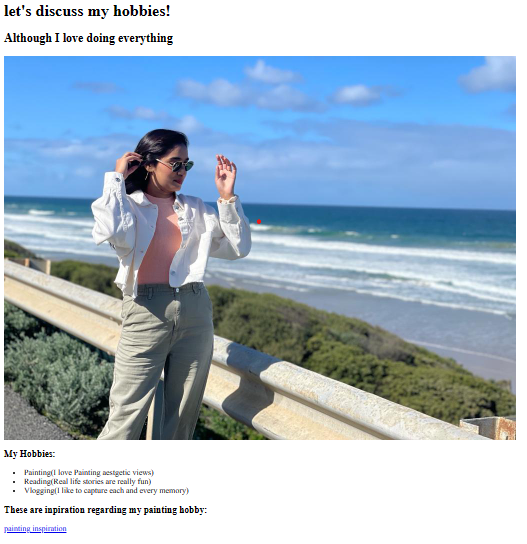 let's discuss my hobbies!
Although I love doing everything
My Hobbies:
Painting(I love Painting aestgetic views)
Reading(Real life stories are really fun)
Vlogging(I like to capture each and every memory)
These are inpiration regarding my painting hobby:
painting inspiration